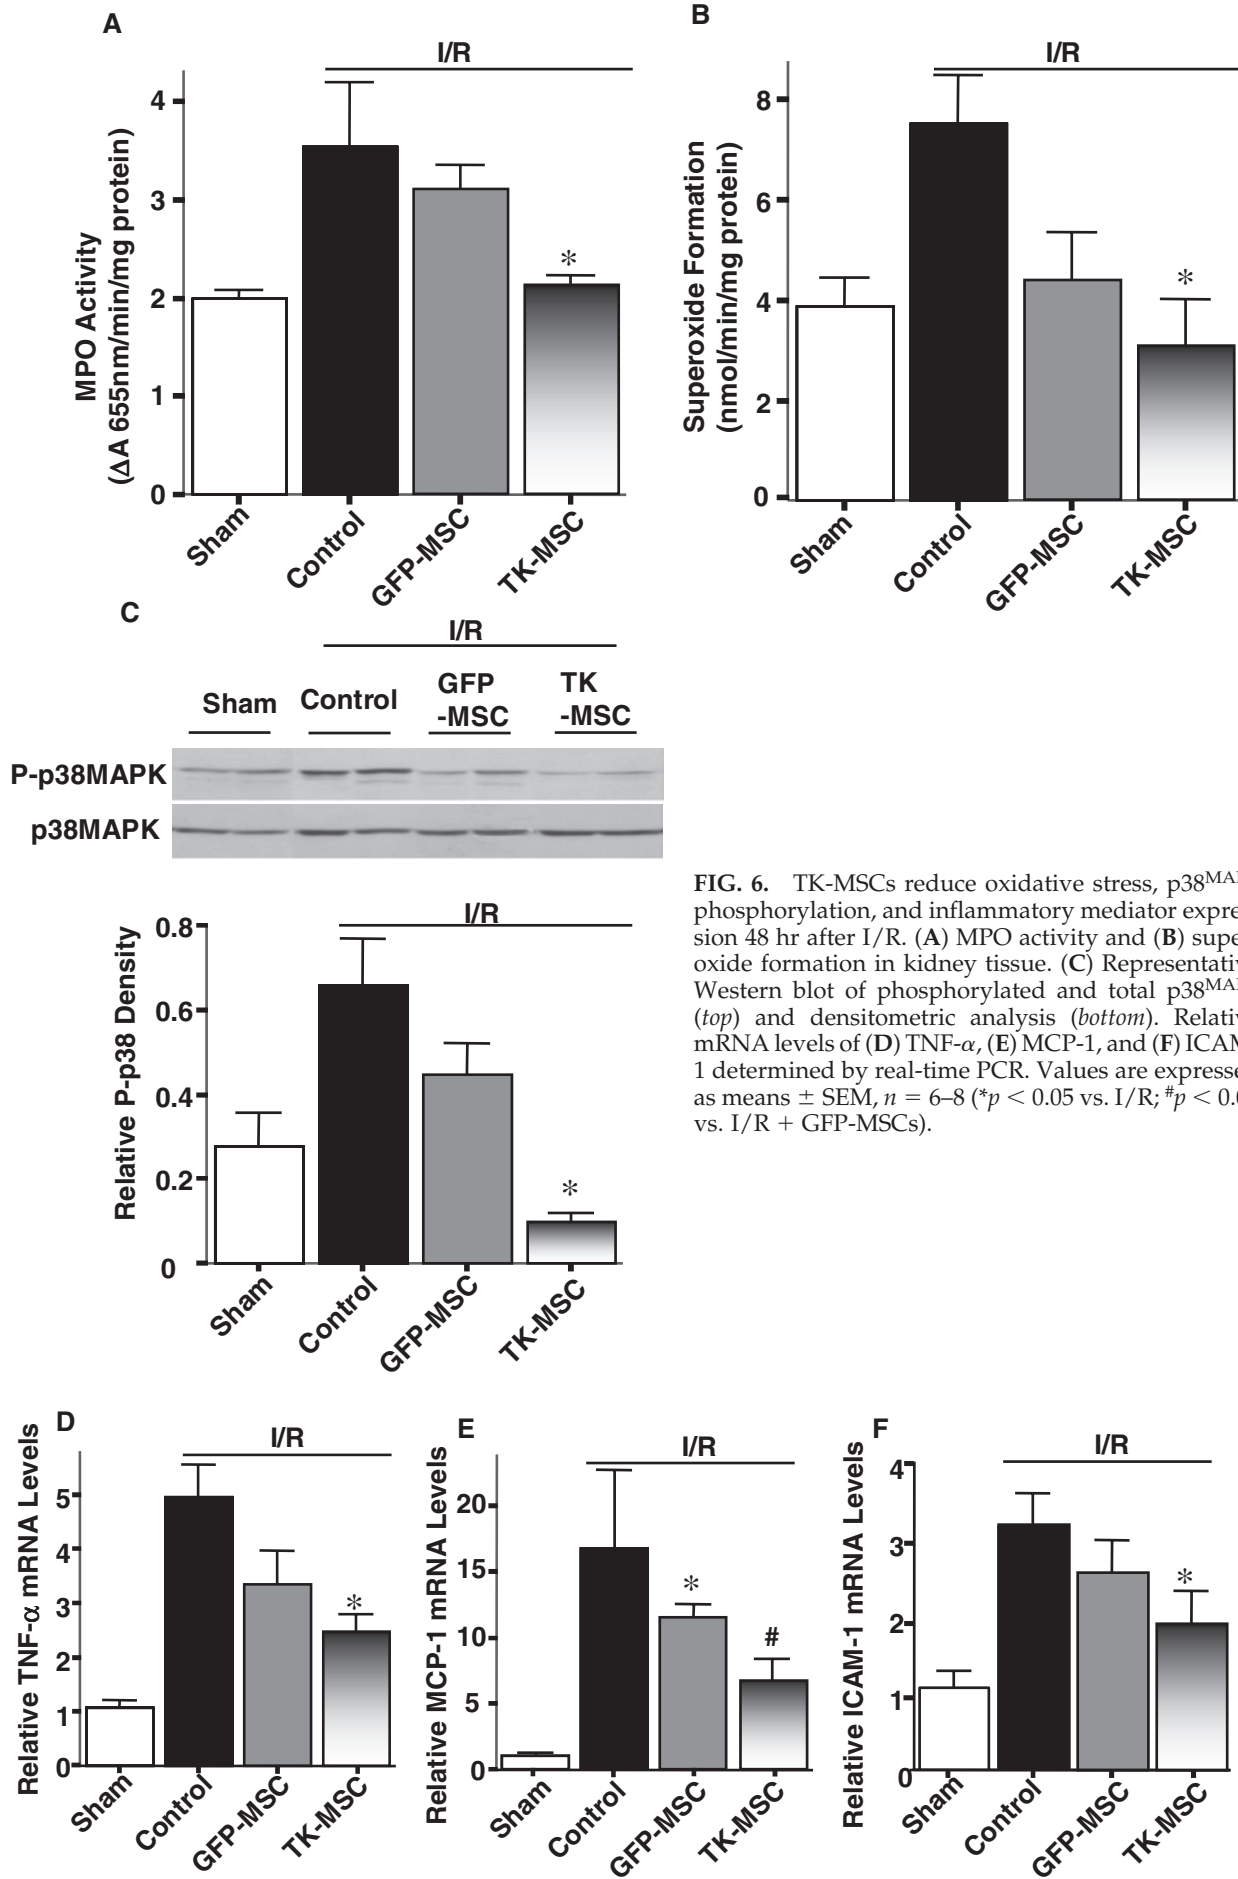 A
I/R
MPO Activity
(ΔA 655nm/min/mg protein)
4
3
2
1
0
Sham
Control
GFP-MSC
TK-MSC
*
B
I/R
Superoxide Formation
(nmol/min/mg protein)
8
6
4
2
0
Sham
Control
GFP-MSC
TK-MSC
*
C
I/R
Sham Control GFP -MSC TK -MSC
P-p38MAPK
p38MAPK
I/R
Relative P-p38 Density
0.8
0.6
0.4
0.2
0
Sham
Control
GFP-MSC
TK-MSC
*
FIG. 6. TK-MSCs reduce oxidative stress, p38MA
phosphorylation, and inflammatory mediator expre
sion 48 hr after I/R. (A) MPO activity and (B) supe
oxide formation in kidney tissue. (C) Representativ
Western blot of phosphorylated and total p38MA
(top) and densitometric analysis (bottom). Relativ
mRNA levels of (D) TNF-α, (E) MCP-1, and (F) ICAM
1 determined by real-time PCR. Values are expresse
as means ± SEM, n = 6–8 (*p < 0.05 vs. I/R; #p < 0.0
vs. I/R + GFP-MSCs).
D
I/R
Relative TNF-α mRNA Levels
5
4
3
2
1
0
Sham
Control
GFP-MSC
TK-MSC
*
E
I/R
Relative MCP-1 mRNA Levels
20
15
10
5
0
Sham
Control
GFP-MSC
TK-MSC
*
#
F
I/R
Relative ICAM-1 mRNA Levels
4
3
2
1
0
Sham
Control
GFP-MSC
TK-MSC
*